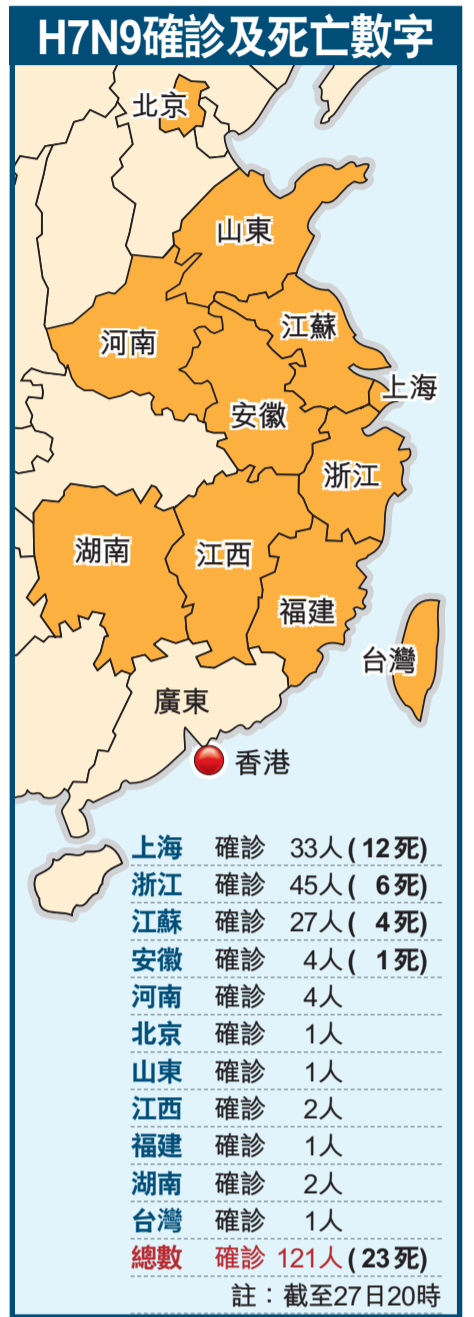 H7N9確診及死亡數字
北京
山東
河南
江蘇
上海
安徽
浙江
湖南
江西
福建
台灣
廣東
香港
上海 確診 33人 (12死)
浙江 確診 45人 ( 6死)
江蘇 確診 27人 ( 4死)
安徽 確診 4人 ( 1死)
河南 確診 4人
北京 確診 1人
山東 確診 1人
江西 確診 2人
福建 確診 1人
湖南 確診 2人
台灣 確診 1人
總數 確診 121人 (23死)
註：截至27日20時